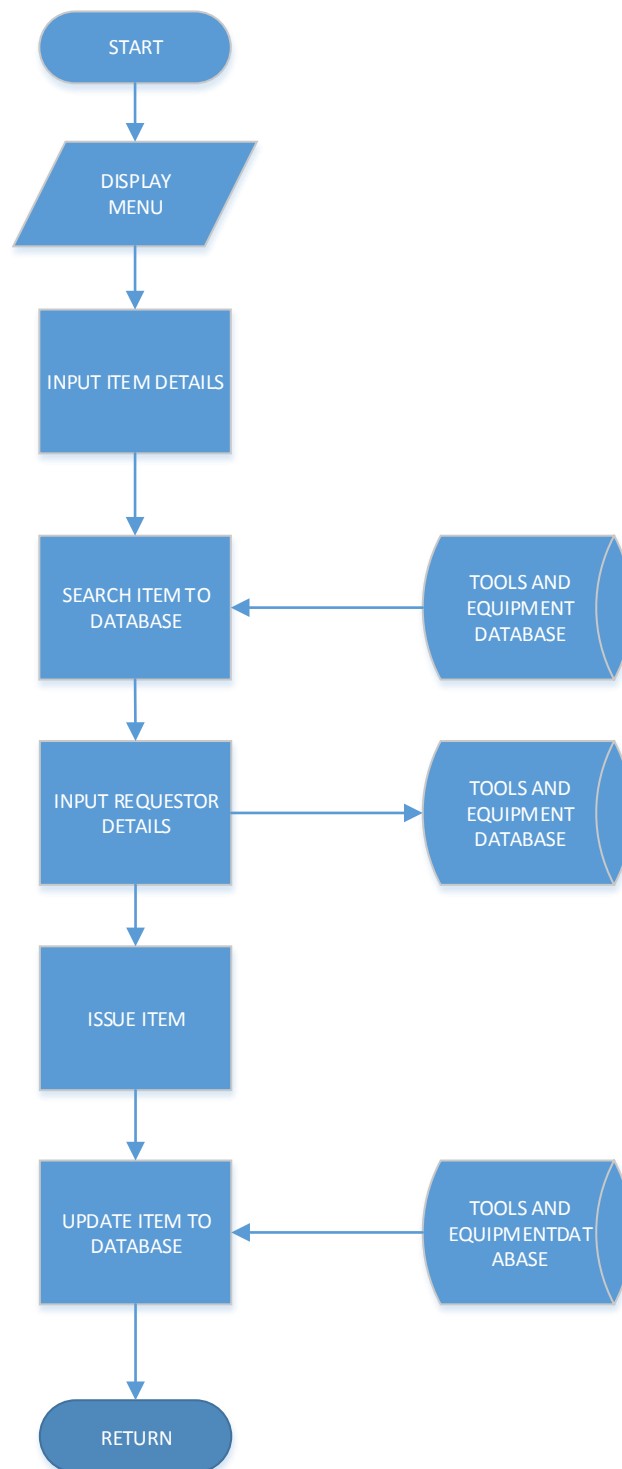 START
DISPLAY
MENU
INPUT ITEM DETAILS
SEARCH ITEM TO
DATABASE
TOOLS AND
EQUIPMENT
DATABASE
INPUT REQUESTOR
DETAILS
TOOLS AND
EQUIPMENT
DATABASE
ISSUE ITEM
UPDATE ITEM TO
DATABASE
TOOLS AND
EQUIPMENTDAT
ABASE
RETURN